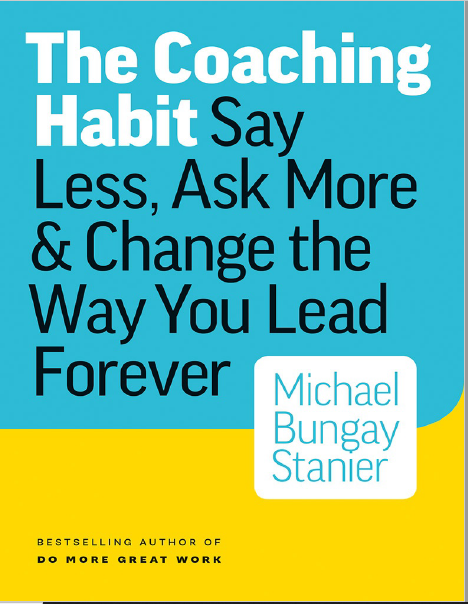 The Coaching
Habit Say
Less, Ask More
& Change the
Way You Lead
Forever
Michael
Bungay
Stanier
BESTSELLING AUTHOR OF
DO MORE GREAT WORK